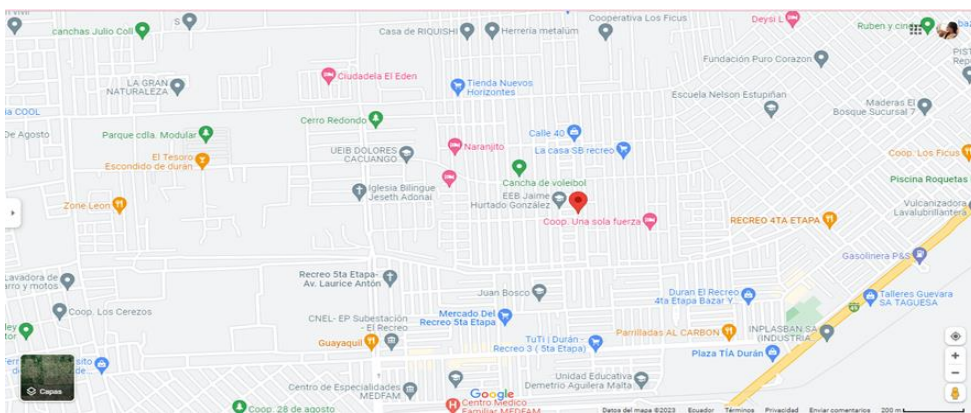 canchas Julio Coll
S
Casa de RIQUISHI
Herrería metalúm
Cooperativa Los Ficus
Deysi L
Ruben y cind
Fundación Puro Corazon
LA GRAN
NATURALEZA
Ciudadela El Eden
Tienda Nuevos
Horizontes
Escuela Nelson Estupiñan
Maderas El
Bosque Sucursal 7
ia COOL
De Agosto
Parque cdla. Modular
Cerro Redondo
Calle 40
UEIB DOLORES
CACUANGO
Naranjito
La casa SB recreo
El Tesoro
Escondido de durán
Coop. Los Ficus
Cancha de voleibol
Piscina Roquetas
Iglesia Bilingue
Jeseth Adonai
EEB Jaime
Hurtado González
Zone Leon
Coop. Una sola fuerza
RECREO 4TA ETAPA
Vulcanizadora
Lavalubrillantera
Gasolinera P&S
Lavadora de
arro y motos
Recreo 5ta Etapa-
Av. Laurice Antón
Juan Bosco
Duran El Recreo
4ta Etapa Bazar Y...
Talleres Guevara
SA TAGUESA
Coop. Los Cerezos
CNEL- EP Subestación
- El Recreo
Mercado Del
Recreo 5ta Etapa
Guayaquil
TuTi | Durán -
Recreo 3 ( 5ta Etapa)
Parrilladas AL CARBON
INPLASBAN SA
(INDUSTRIA
Plaza TÍA Durán
Capas
Centro de Especialidades
MEDFAM
Unidad Educativa
Demetrio Aguilera Malta
Google
Coop. 28 de agosto
Centro Medico
Familiar MEDFAM
Datos del mapa ©2023 Ecuador Términos Privacidad Enviar comentarios 200 m